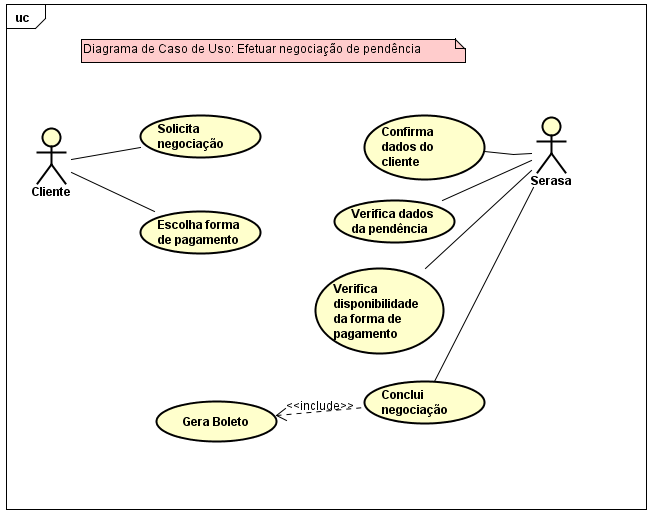 uc
Diagrama de Caso de Uso: Efetuar negociação de pendência
Solicita
negociação
Confirma
dados do
cliente
Cliente
Serasa
Escolha forma
de pagamento
Verifica dados
da pendência
Verifica
disponibilidade
da forma de
pagamento
Conclui
negociação
<<include>>
Gera Boleto